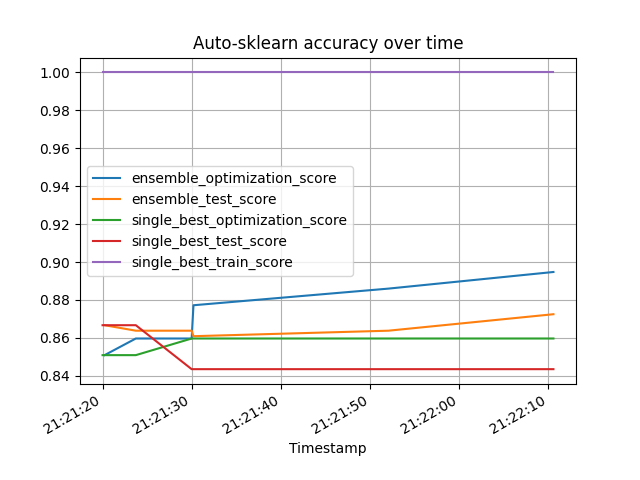 Auto-sklearn accuracy over time
1.00
0.98
0.96
0.94
0.92
0.90
0.88
0.86
0.84
ensemble_optimization_score
ensemble_test_score
single_best_optimization_score
single_best_test_score
single_best_train_score
21:21:20
21:21:30
21:21:40
21:21:50
21:22:00
21:22:10
Timestamp